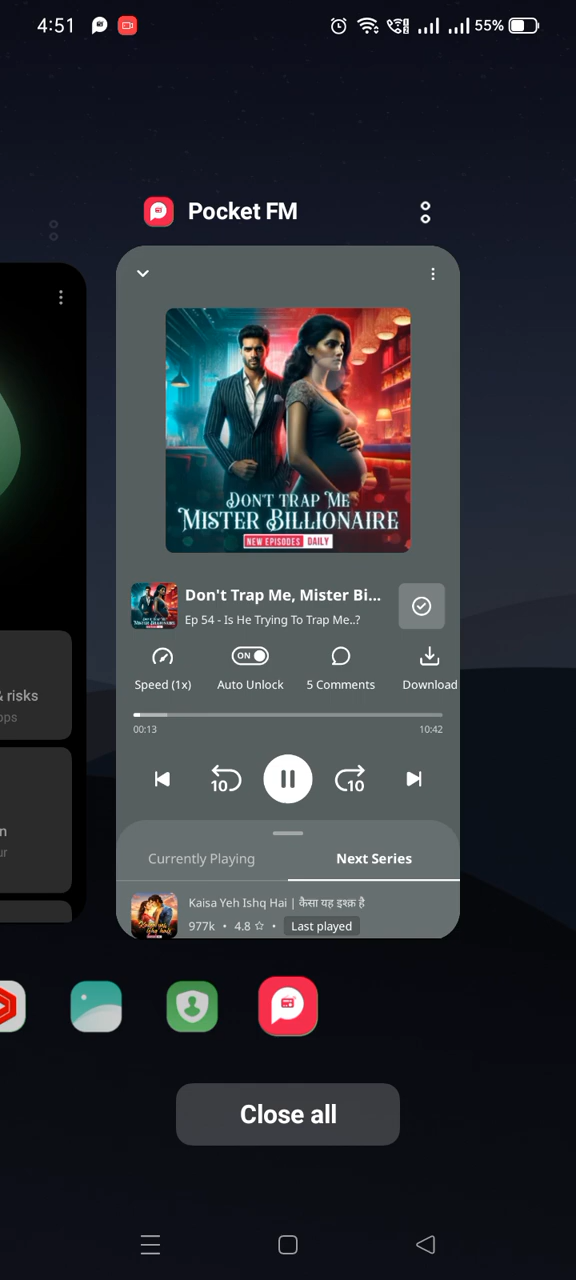 4:51
55%
Pocket FM
DON'T TRAP ME
MISTER BILLIONAIRE
NEW EPISODES DAILY
Don't Trap Me, Mister Bi...
Ep 54 - Is He Trying To Trap Me..?
ON
Speed (1x) Auto Unlock 5 Comments Download
00:13 10:42
10 10
& risks
Currently Playing Next Series
Kaisa Yeh Ishq Hai | कैसा यह इश्क़ है
977k • 4.8 ☆ • Last played
Close all